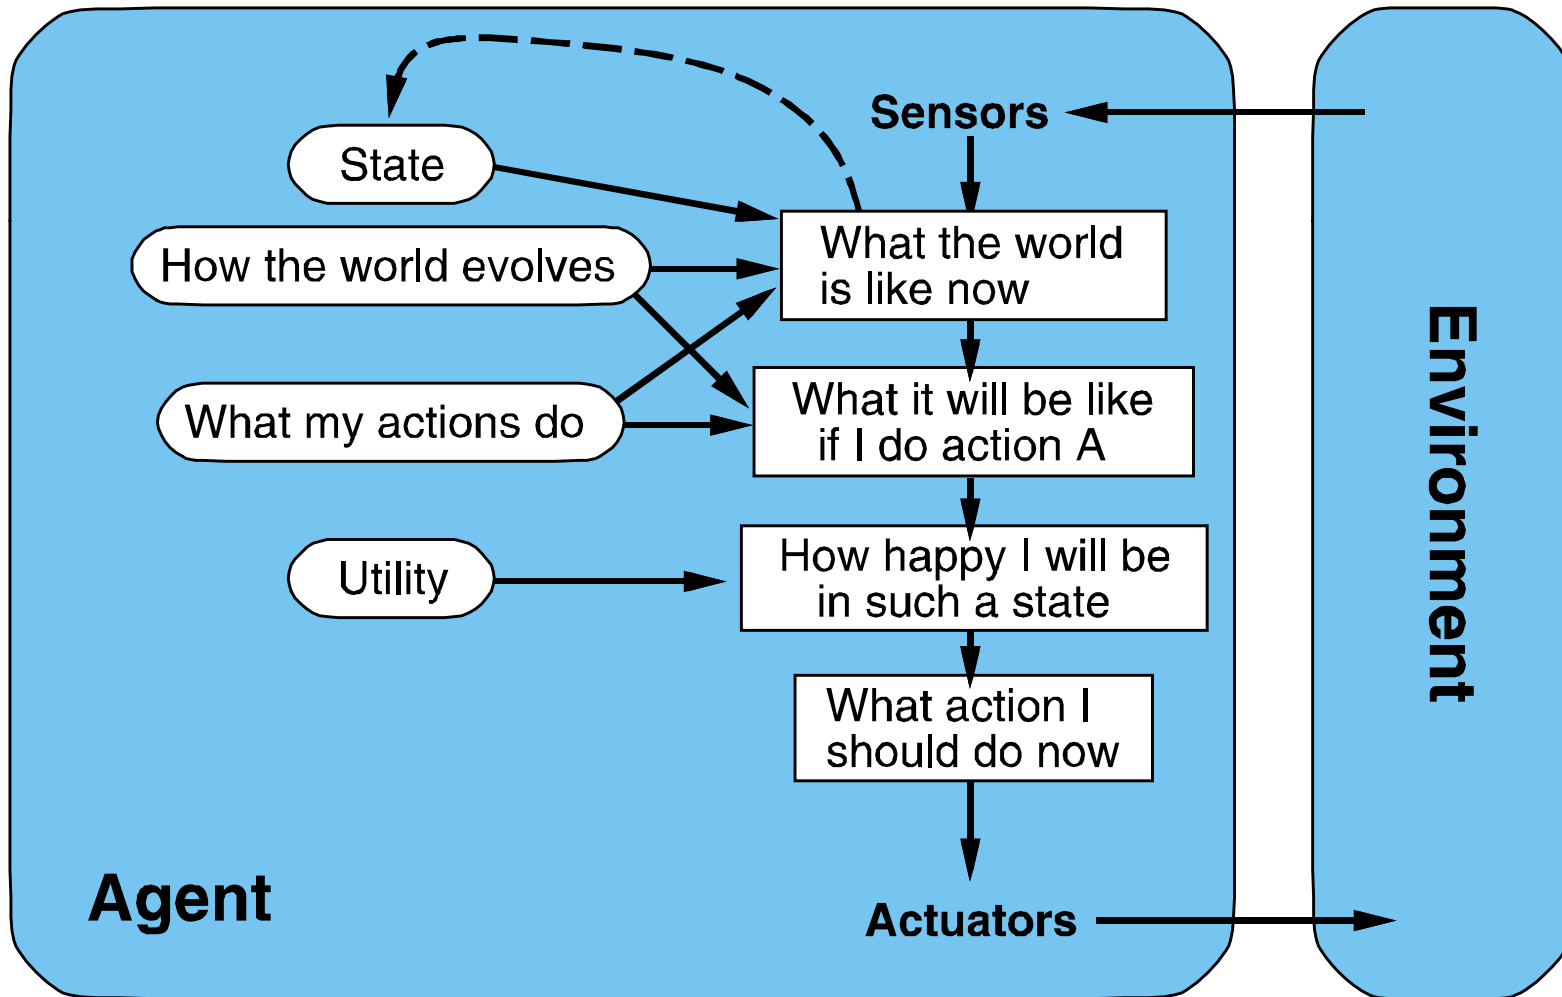 Sensors
State
What the world
is like now
How the world evolves
What it will be like
if I do action A
What my actions do
How happy I will be
in such a state
Utility
What action I
should do now
Agent
Actuators
Environment